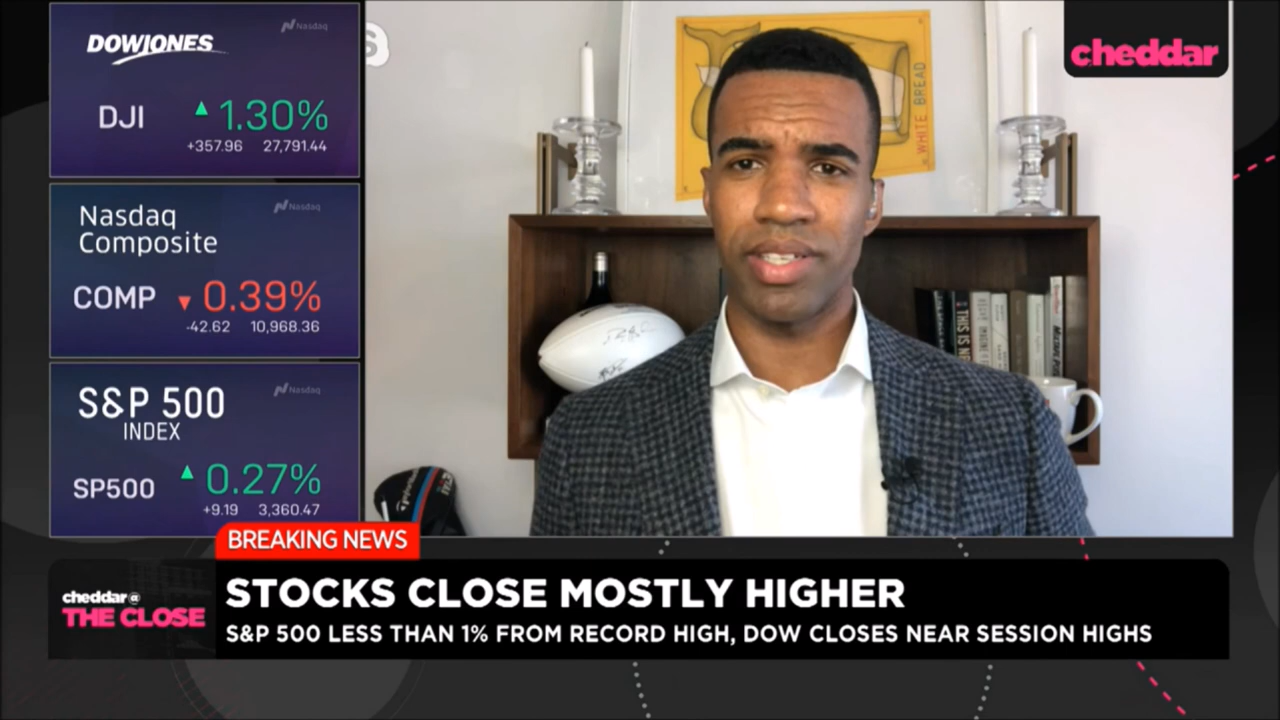 DOWJONES
Nasdaq
DJI
▲ 1.30%
+357.96 27,791.44
Nasdaq
Composite
Nasdaq
COMP
▼ 0.39%
-42.62 10,968.36
S&P 500
INDEX
Nasdaq
SP500
▲ 0.27%
+9.19 3,360.47
S
WHITE BREAD
cheddar
THIS IS
BREAKING NEWS
cheddar@
THE CLOSE
STOCKS CLOSE MOSTLY HIGHER
S&P 500 LESS THAN 1% FROM RECORD HIGH, DOW CLOSES NEAR SESSION HIGHS